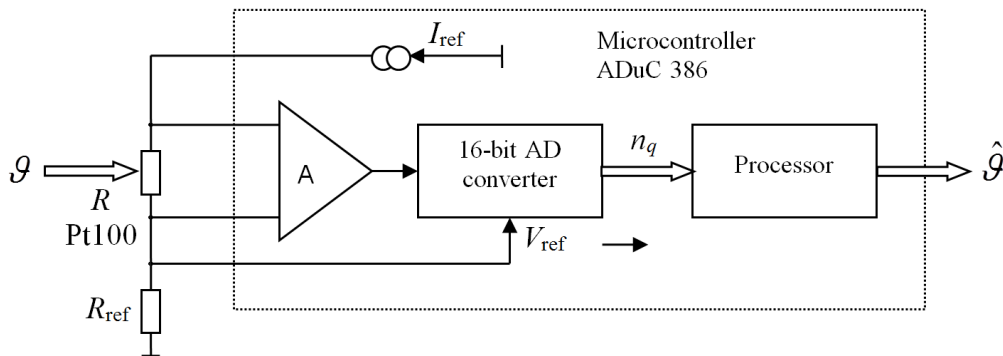 I_ref
Microcontroller
ADuC 386
ϑ
R
Pt100
A
16-bit AD
converter
n_q
Processor
ϑ̂
V_ref
R_ref